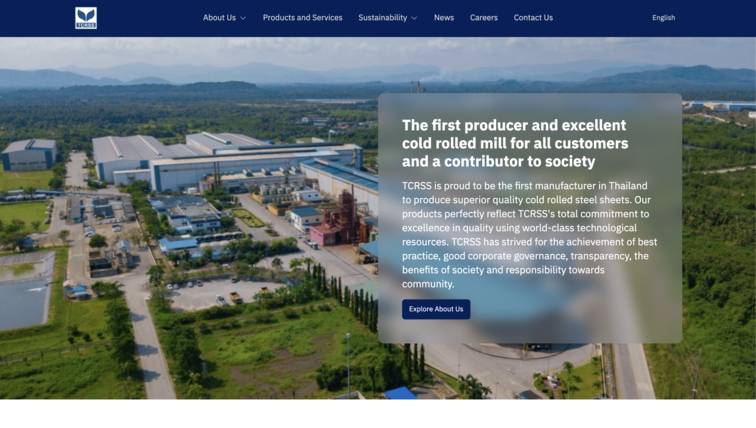 TCRSS
About Us
Products and Services
Sustainability
News
Careers
Contact Us
English
The first producer and excellent
cold rolled mill for all customers
and a contributor to society
TCRSS is proud to be the first manufacturer in Thailand
to produce superior quality cold rolled steel sheets. Our
products perfectly reflect TCRSS's total commitment to
excellence in quality using world-class technological
resources. TCRSS has strived for the achievement of best
practice, good corporate governance, transparency, the
benefits of society and responsibility towards
community.
Explore About Us